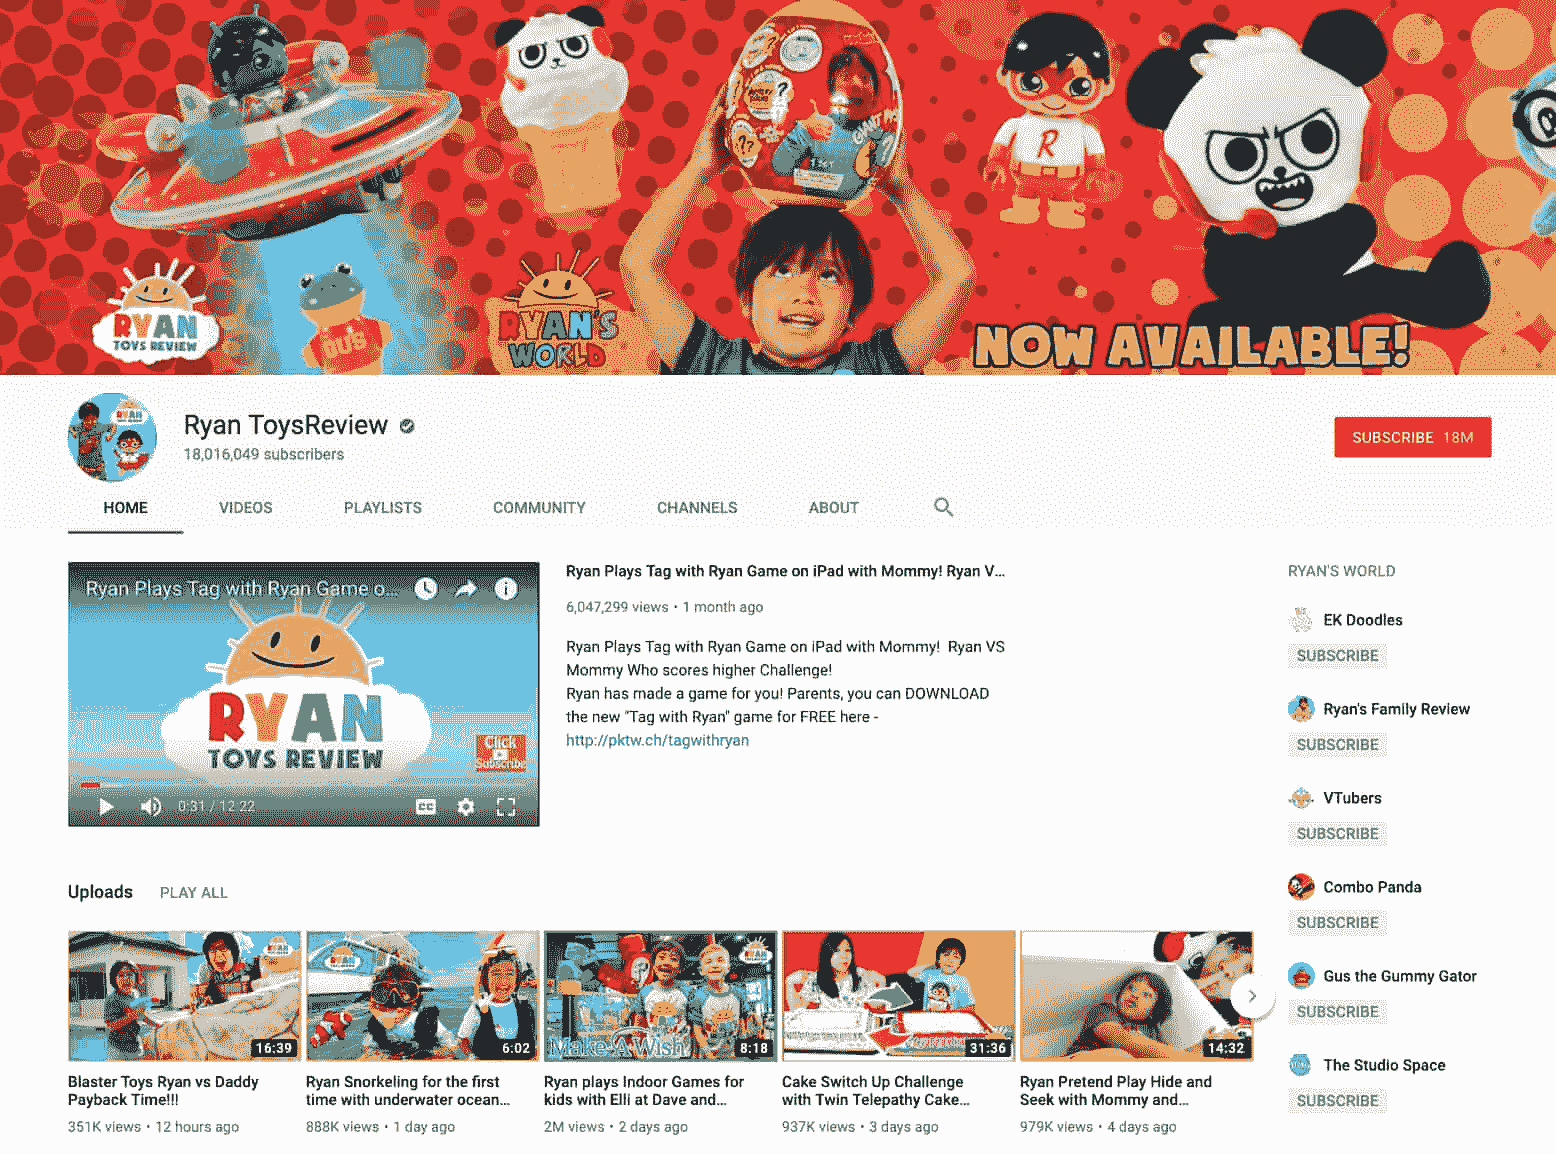 RYAN
TOYS REVIEW
GUS
RYAN'S
WORLD
R
NOW AVAILABLE!
Ryan ToysReview
18,016,049 subscribers
SUBSCRIBE 18M
HOME VIDEOS PLAYLISTS COMMUNITY CHANNELS ABOUT
Ryan Plays Tag with Ryan Game o...
RYAN
TOYS REVIEW
Click
Subscribe
0:31 / 12:22
CC
Ryan Plays Tag with Ryan Game on iPad with Mommy! Ryan V...
6,047,299 views • 1 month ago
Ryan Plays Tag with Ryan Game on iPad with Mommy! Ryan VS
Mommy Who scores higher Challenge!
Ryan has made a game for you! Parents, you can DOWNLOAD
the new "Tag with Ryan" game for FREE here -
http://pktw.ch/tagwithryan
RYAN'S WORLD
EK Doodles
SUBSCRIBE
Ryan's Family Review
SUBSCRIBE
VTubers
SUBSCRIBE
Combo Panda
SUBSCRIBE
Gus the Gummy Gator
SUBSCRIBE
The Studio Space
SUBSCRIBE
Uploads PLAY ALL
16:39
Blaster Toys Ryan vs Daddy
Payback Time!!!
351K views • 12 hours ago
6:02
Ryan Snorkeling for the first
time with underwater ocean...
888K views • 1 day ago
Make-A-Wish
8:18
Ryan plays Indoor Games for
kids with Elli at Dave and...
2M views • 2 days ago
31:36
Cake Switch Up Challenge
with Twin Telepathy Cake...
937K views • 3 days ago
14:32
Ryan Pretend Play Hide and
Seek with Mommy and...
979K views • 4 days ago